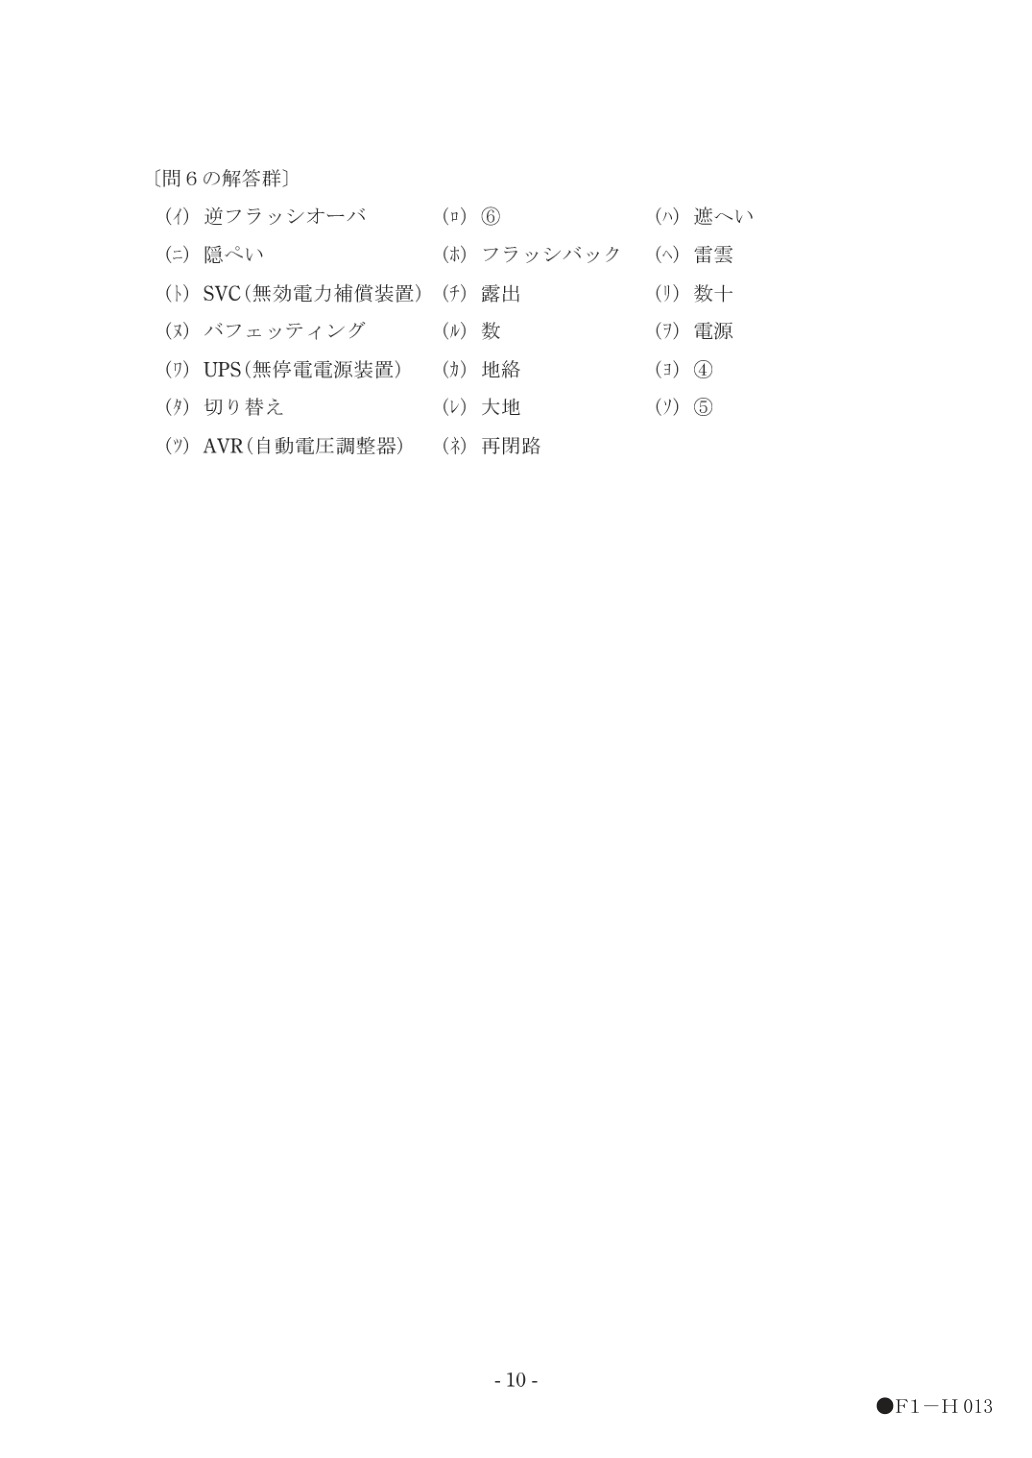 〔問６の解答群〕
(ｲ) 逆フラッシオーバ (ﾛ) ⑥ (ﾊ) 遮へい
(ﾆ) 隠ぺい (ﾎ) フラッシバック (ﾍ) 雷雲
(ﾄ) SVC(無効電力補償装置) (ﾁ) 露出 (ﾘ) 数十
(ﾇ) バフェッティング (ﾙ) 数 (ｦ) 電源
(ﾜ) UPS(無停電電源装置) (ｶ) 地絡 (ﾖ) ④
(ﾀ) 切り替え (ﾚ) 大地 (ｿ) ⑤
(ﾂ) AVR(自動電圧調整器) (ﾈ) 再閉路
- 10 -
●F１－Ｈ013